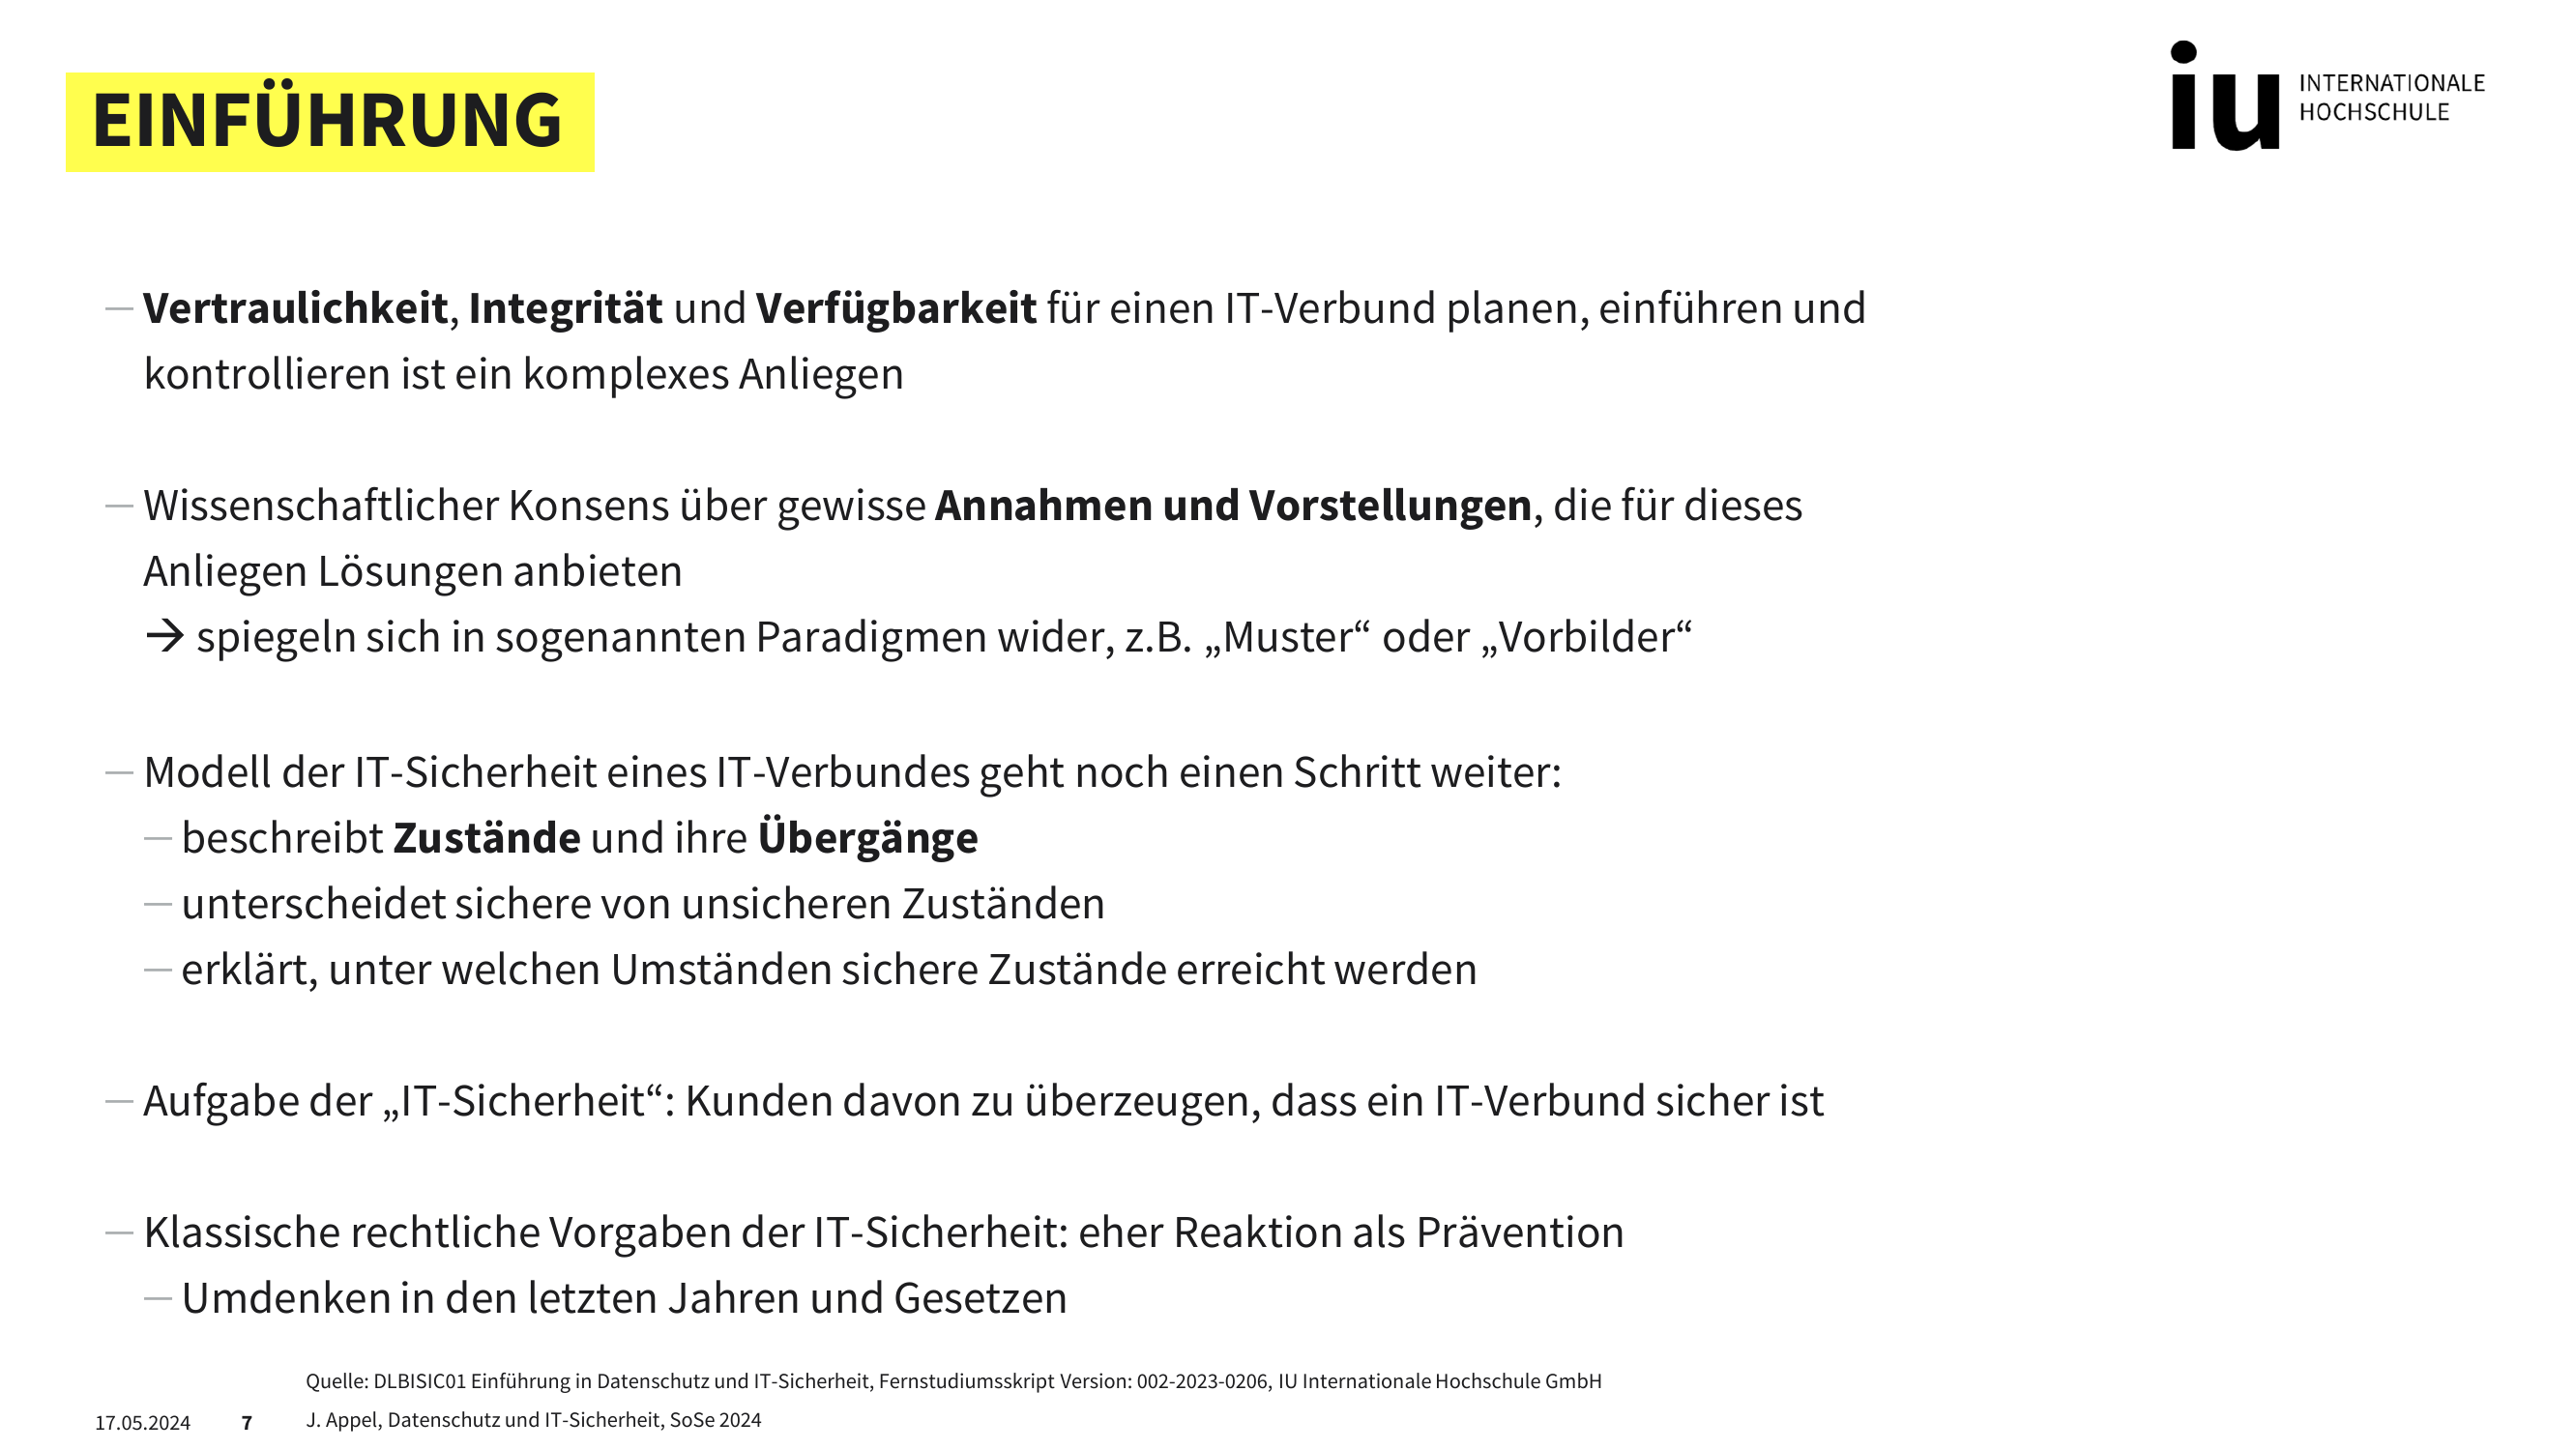 EINFÜHRUNG
iu INTERNATIONALE
HOCHSCHULE
— Vertraulichkeit, Integrität und Verfügbarkeit für einen IT-Verbund planen, einführen und
kontrollieren ist ein komplexes Anliegen
— Wissenschaftlicher Konsens über gewisse Annahmen und Vorstellungen, die für dieses
Anliegen Lösungen anbieten
→ spiegeln sich in sogenannten Paradigmen wider, z.B. „Muster“ oder „Vorbilder“
— Modell der IT-Sicherheit eines IT-Verbundes geht noch einen Schritt weiter:
— beschreibt Zustände und ihre Übergänge
— unterscheidet sichere von unsicheren Zuständen
— erklärt, unter welchen Umständen sichere Zustände erreicht werden
— Aufgabe der „IT-Sicherheit“: Kunden davon zu überzeugen, dass ein IT-Verbund sicher ist
— Klassische rechtliche Vorgaben der IT-Sicherheit: eher Reaktion als Prävention
— Umdenken in den letzten Jahren und Gesetzen
Quelle: DLBISIC01 Einführung in Datenschutz und IT-Sicherheit, Fernstudiumsskript Version: 002-2023-0206, IU Internationale Hochschule GmbH
17.05.2024 7 J. Appel, Datenschutz und IT-Sicherheit, SoSe 2024